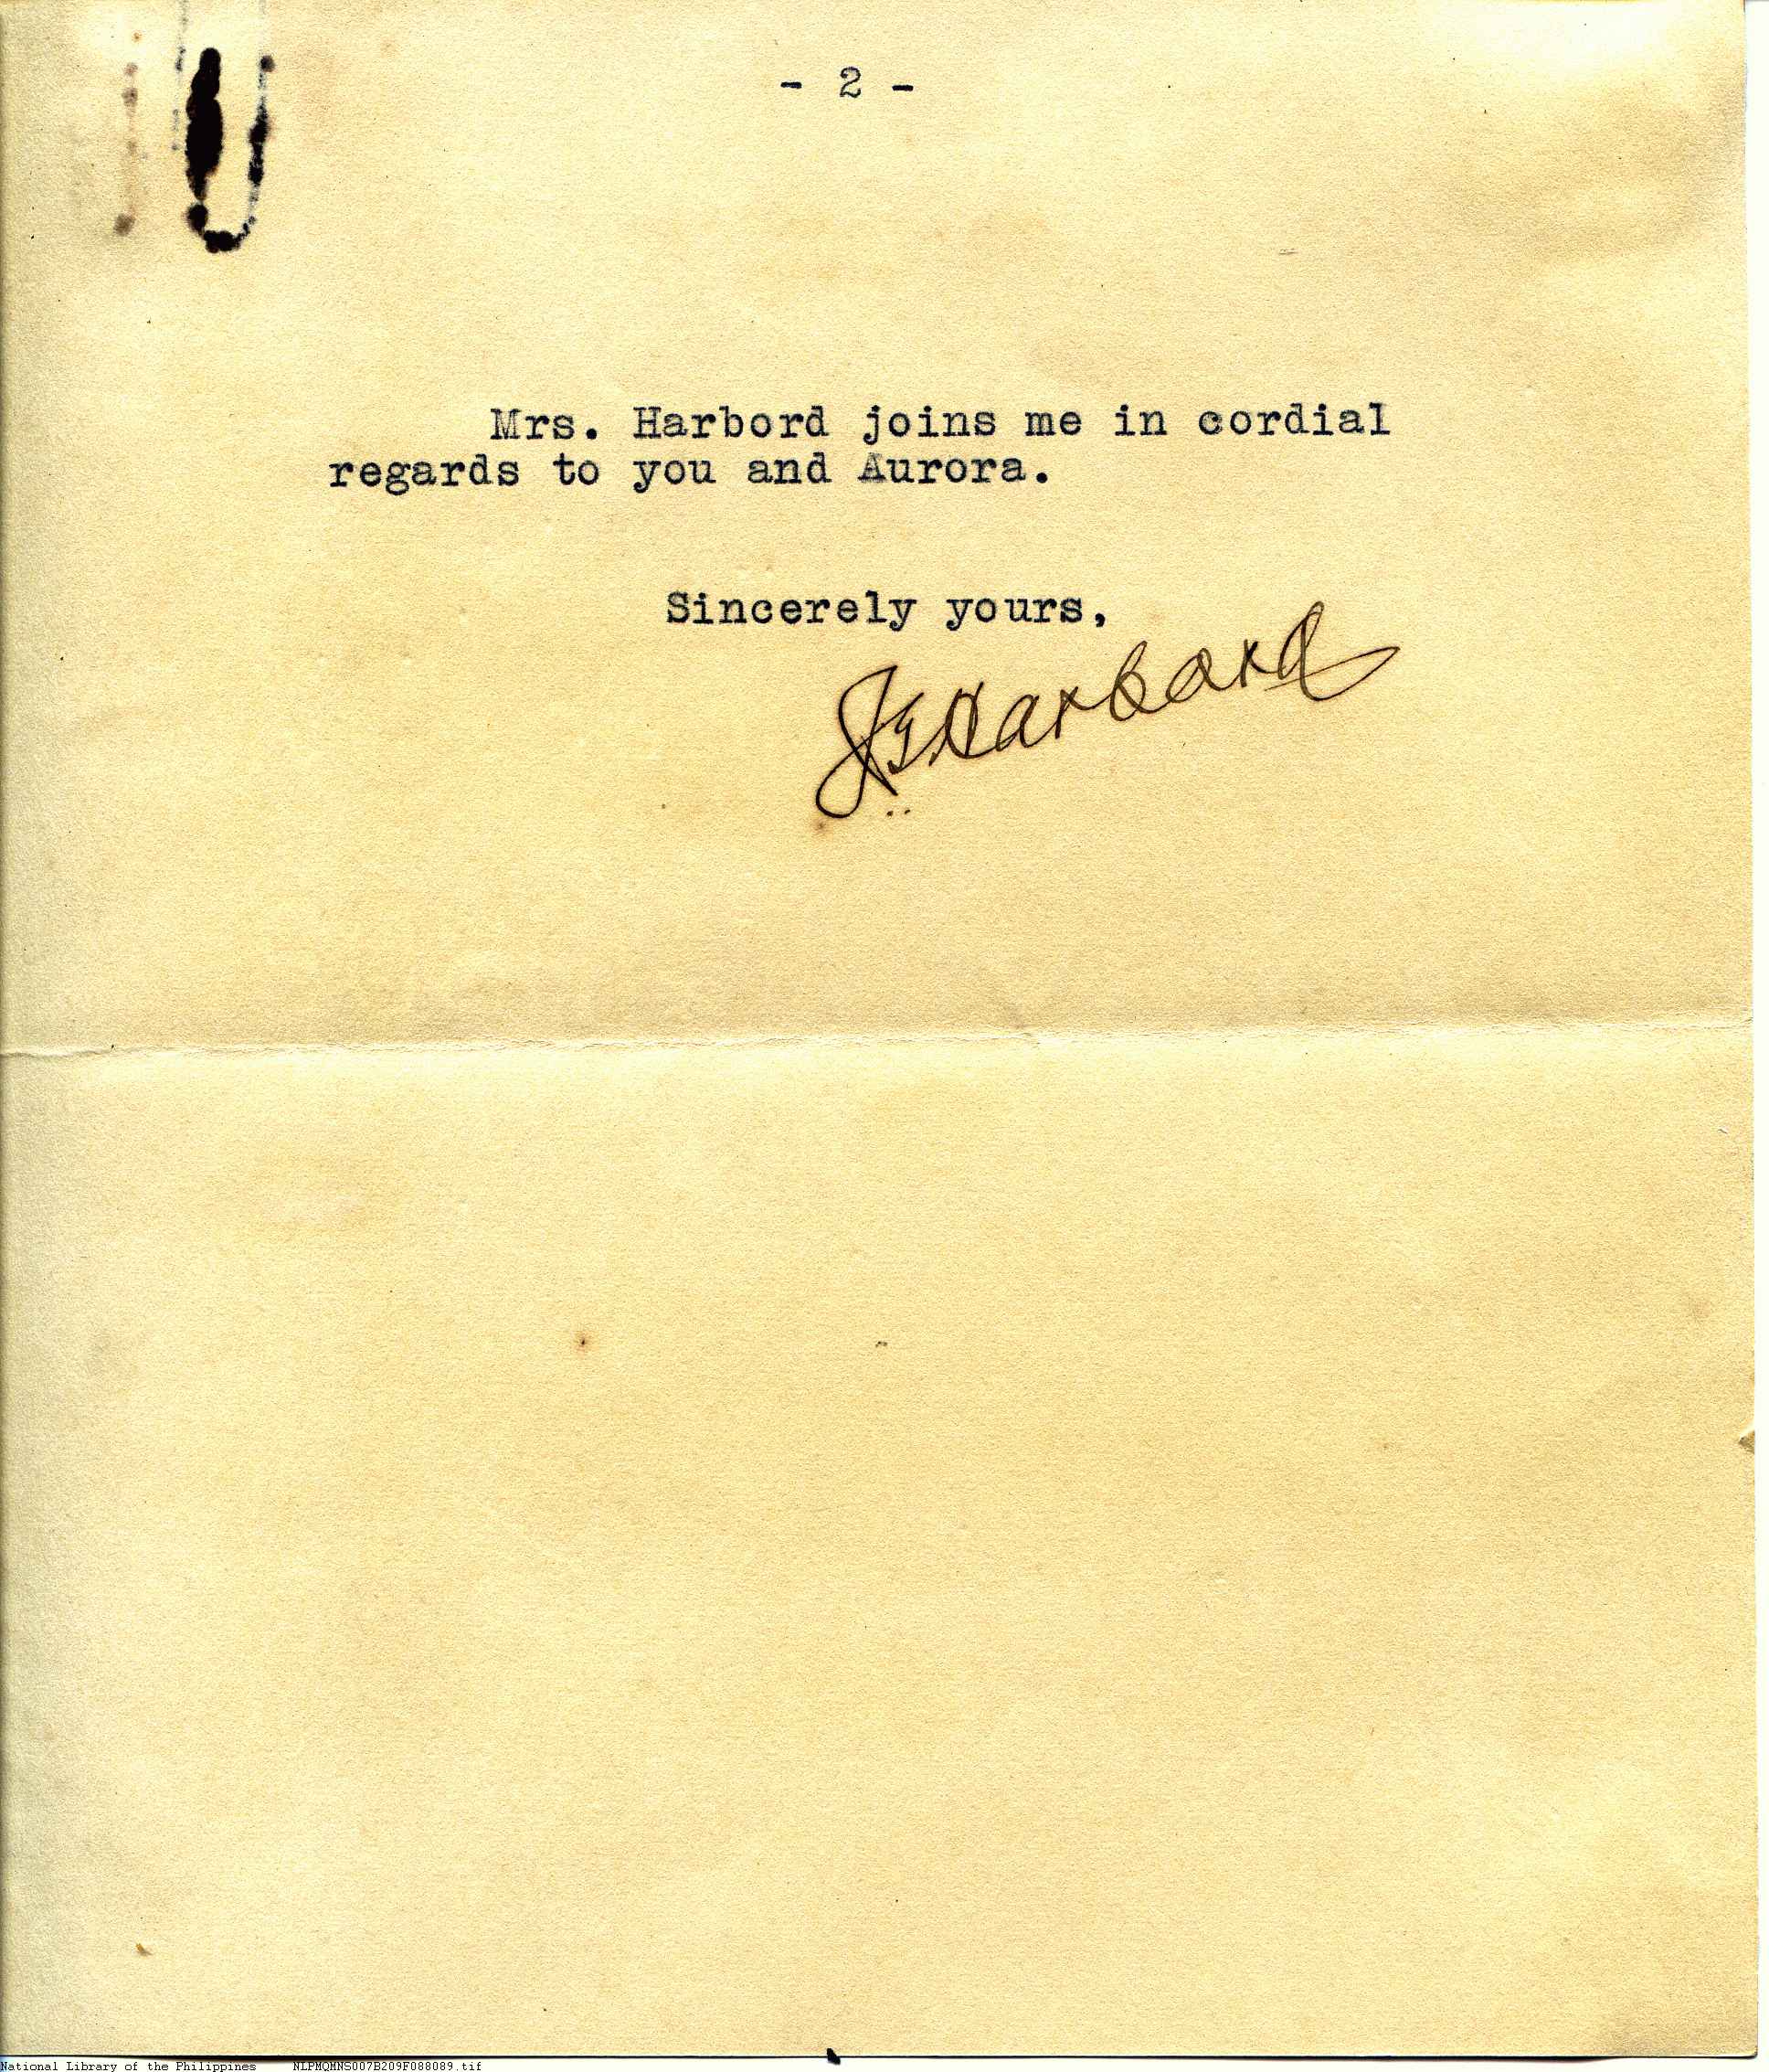 - 2 -
Mrs. Harbord joins me in cordial
regards to you and Aurora.
Sincerely yours,
J. G. Harbord
National Library of the Philippines NLPMQMNS007B209F088089.tif